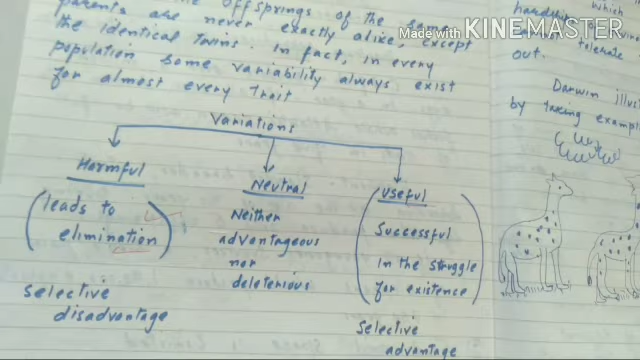 Made with KINEMASTER
offsprings of the same
parents are never exactly alike, except
the identical twins. In fact, in every
population some variability always exist
for almost every trait
Variations
Harmful
(leads to
elimination)
Selective
disadvantage
Neutral
Neither
advantageous
nor
deleterious
(Useful
Successful
in the struggle
for existence)
Selective
advantage
which
tolerate
out.
Darwin illus
by taking example